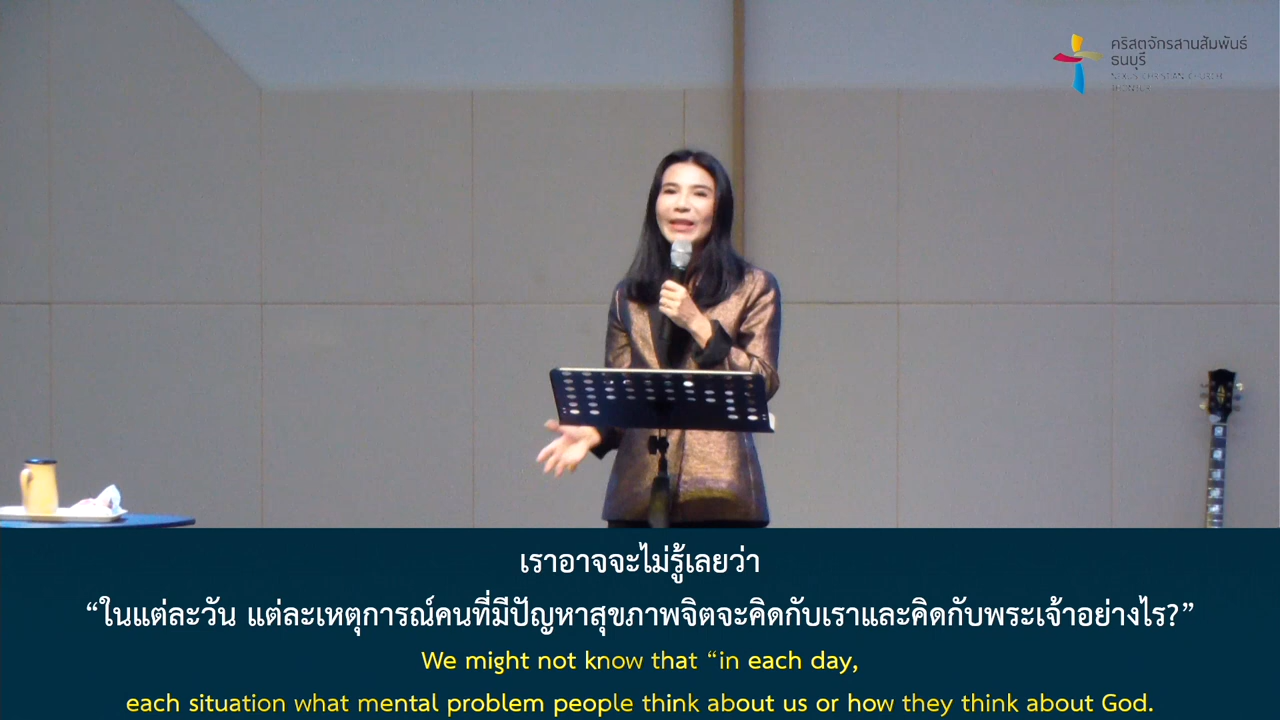 คริสตจักรสานสัมพันธ์
ธนบุรี
NEXUS CHRISTIAN CHURCH
เราอาจจะไม่รู้เลยว่า
“ในแต่ละวัน แต่ละเหตุการณ์คนที่มีปัญหาสุขภาพจิตจะคิดกับเราและคิดกับพระเจ้าอย่างไร?”
We might not know that “in each day,
each situation what mental problem people think about us or how they think about God.